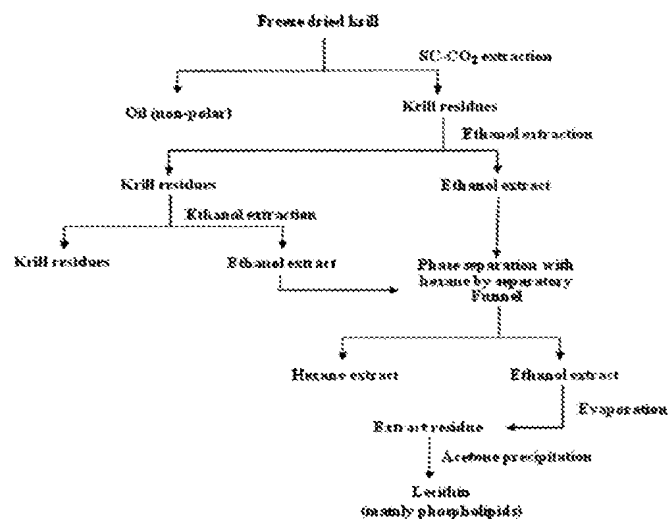 Freeze dried krill
SC-CO₂ extraction
Oil (non-polar)
Krill residues
Ethanol extraction
Krill residues
Ethanol extract
Ethanol extraction
Krill residues
Ethanol extract
Phase separation with
hexane by separatory
Funnel
Hexane extract
Ethanol extract
Evaporation
Extract residue
Acetone precipitation
Lecithin
(mainly phospholipids)